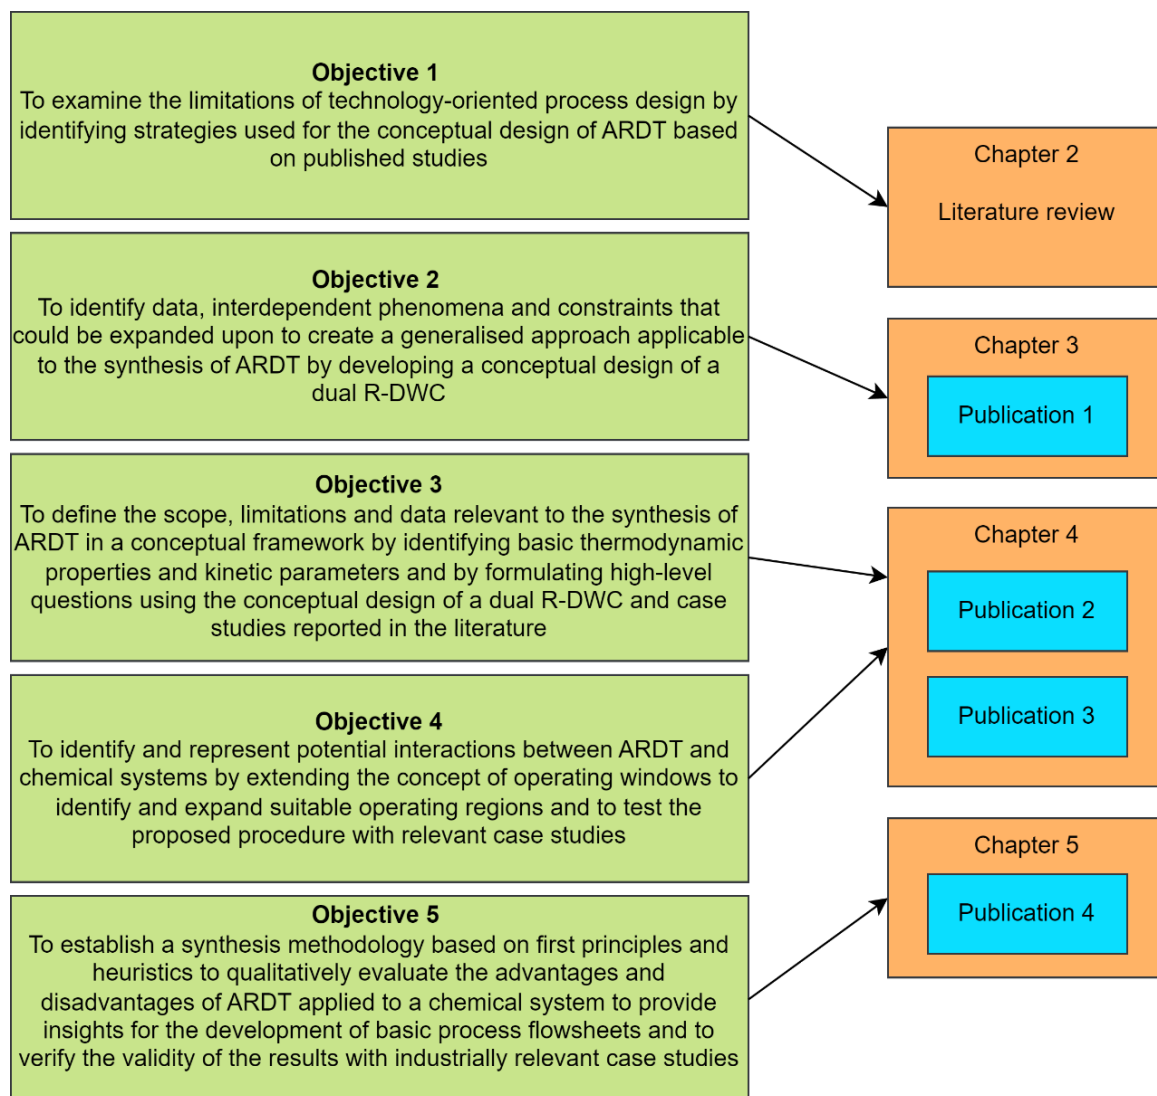 Objective 1
To examine the limitations of technology-oriented process design by
identifying strategies used for the conceptual design of ARDT based
on published studies
Objective 2
To identify data, interdependent phenomena and constraints that
could be expanded upon to create a generalised approach applicable
to the synthesis of ARDT by developing a conceptual design of a
dual R-DWC
Objective 3
To define the scope, limitations and data relevant to the synthesis of
ARDT in a conceptual framework by identifying basic thermodynamic
properties and kinetic parameters and by formulating high-level
questions using the conceptual design of a dual R-DWC and case
studies reported in the literature
Objective 4
To identify and represent potential interactions between ARDT and
chemical systems by extending the concept of operating windows to
identify and expand suitable operating regions and to test the
proposed procedure with relevant case studies
Objective 5
To establish a synthesis methodology based on first principles and
heuristics to qualitatively evaluate the advantages and
disadvantages of ARDT applied to a chemical system to provide
insights for the development of basic process flowsheets and to
verify the validity of the results with industrially relevant case studies
Chapter 2
Literature review
Chapter 3
Publication 1
Chapter 4
Publication 2
Publication 3
Chapter 5
Publication 4